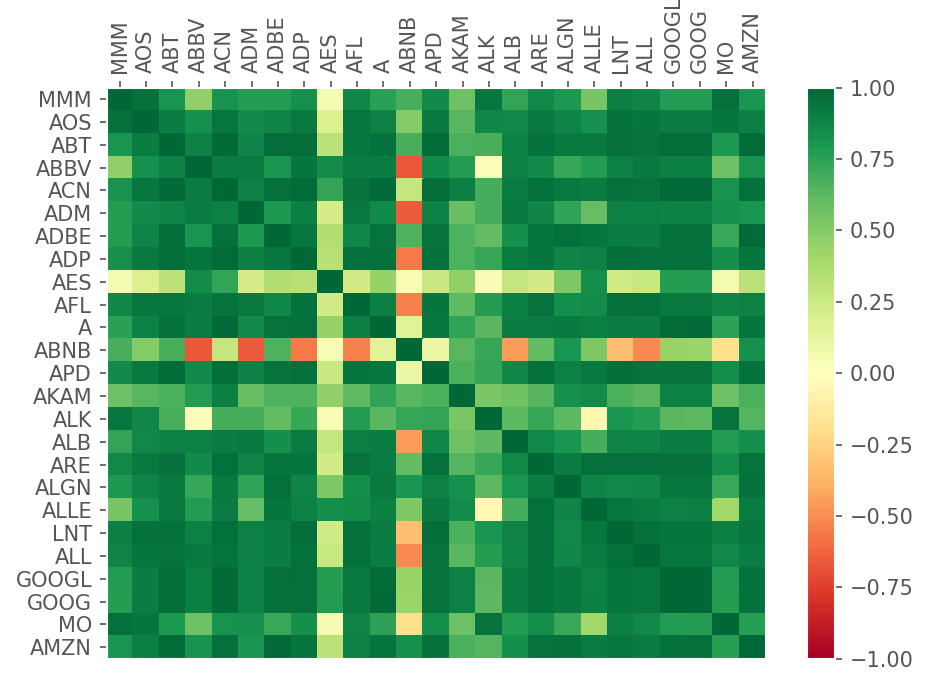 MMM AOS ABT ABBV ACN ADM ADBE ADP AES AFL A ABNB APD AKAM ALK ALB ARE ALGN ALLE LNT ALL GOOGL GOOG MO AMZN
MMM
AOS
ABT
ABBV
ACN
ADM
ADBE
ADP
AES
AFL
A
ABNB
APD
AKAM
ALK
ALB
ARE
ALGN
ALLE
LNT
ALL
GOOGL
GOOG
MO
AMZN
1.00
0.75
0.50
0.25
0.00
−0.25
−0.50
−0.75
−1.00